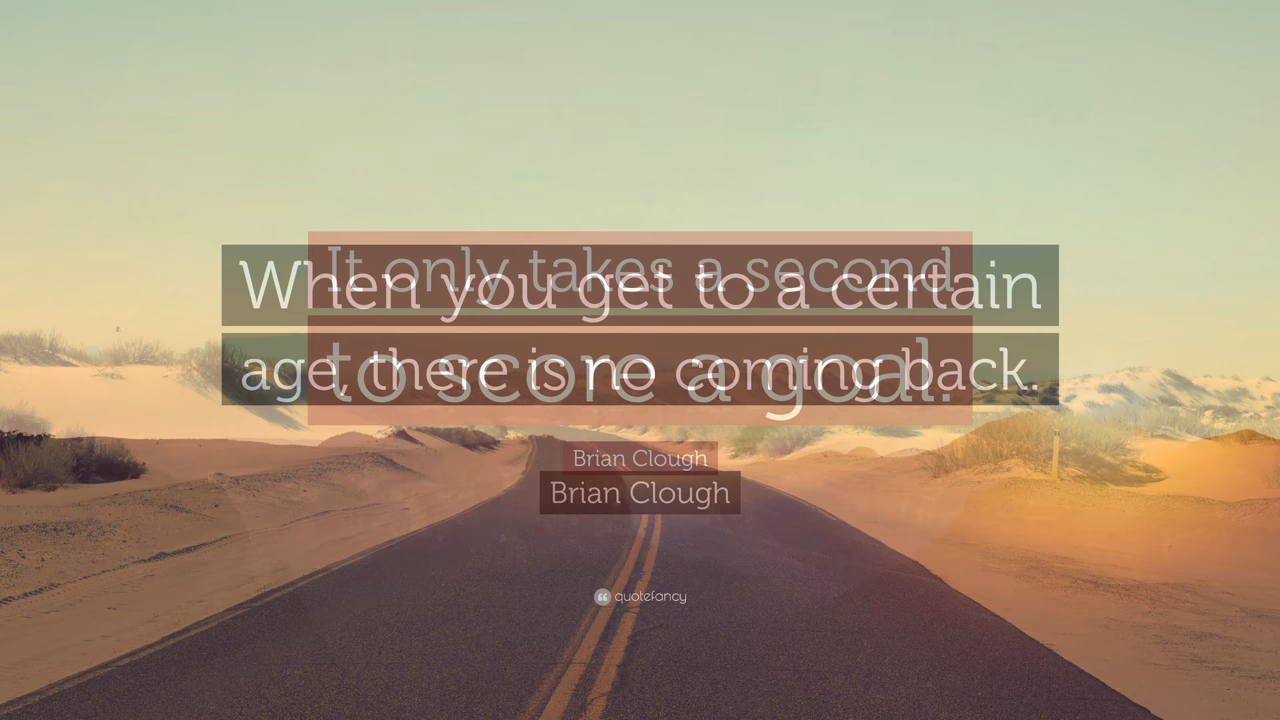 It only takes a second
to score a goal.
Brian Clough
When you get to a certain
age, there is no coming back.
Brian Clough
quotefancy